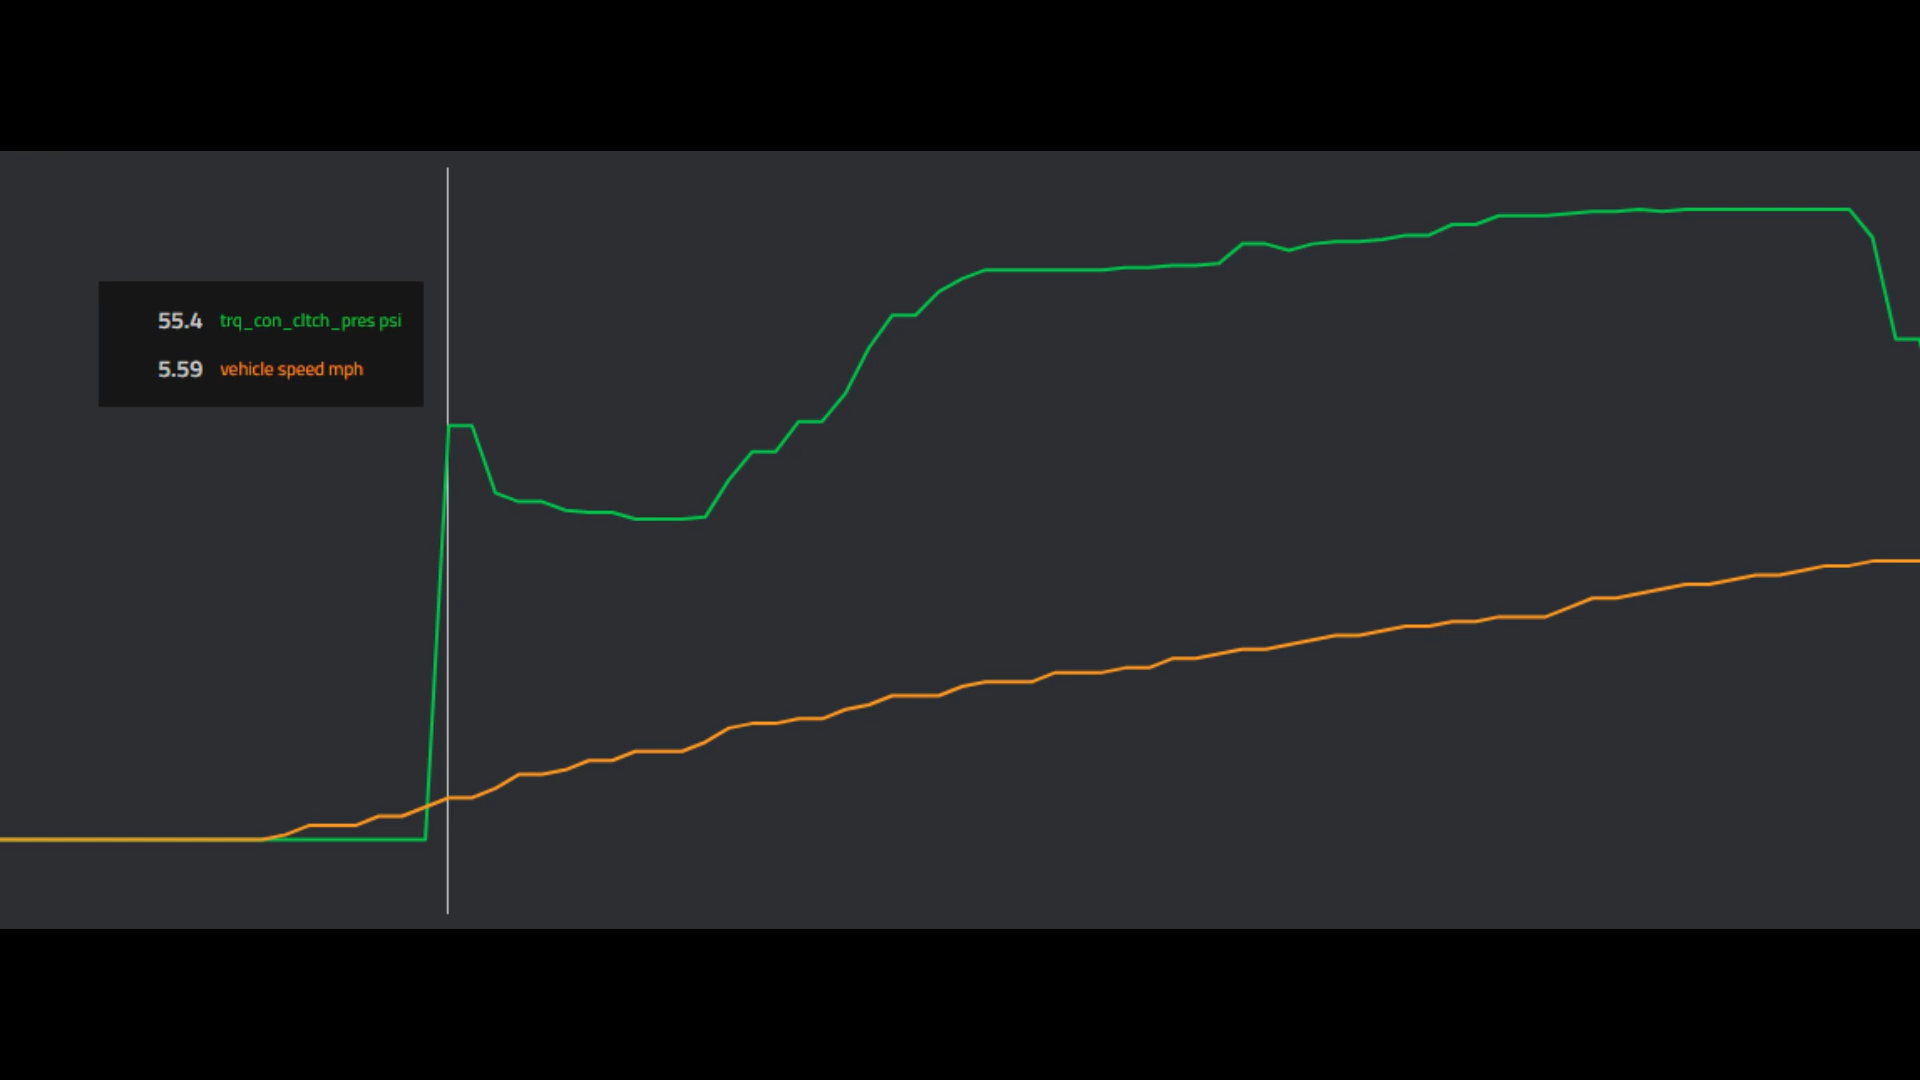 55.4 trq_con_cltch_pres psi
5.59 vehicle speed mph